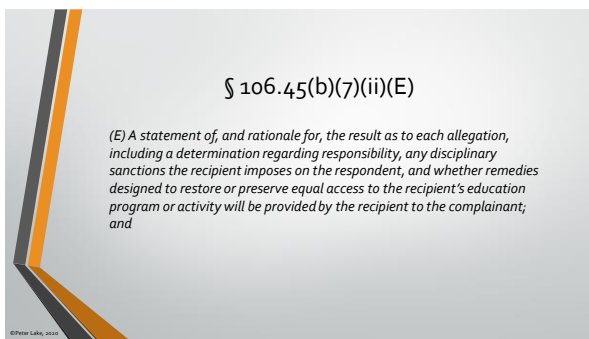 § 106.45(b)(7)(ii)(E)
(E) A statement of, and rationale for, the result as to each allegation,
including a determination regarding responsibility, any disciplinary
sanctions the recipient imposes on the respondent, and whether remedies
designed to restore or preserve equal access to the recipient's education
program or activity will be provided by the recipient to the complainant;
and
©Peter Lake, 2020